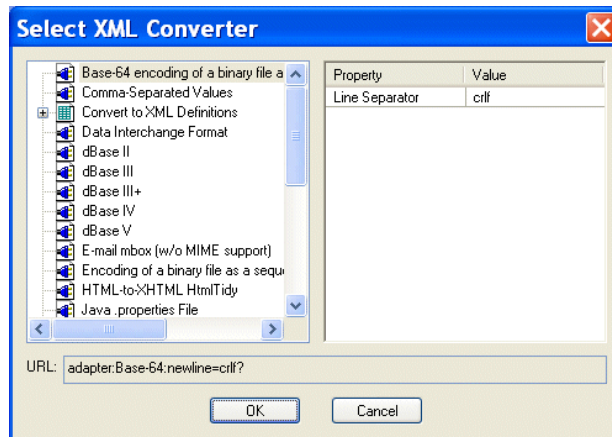 Select XML Converter
Base-64 encoding of a binary file a
Comma-Separated Values
Convert to XML Definitions
Data Interchange Format
dBase II
dBase III
dBase III+
dBase IV
dBase V
E-mail mbox (w/o MIME support)
Encoding of a binary file as a sequ
HTML-to-XHTML HtmlTidy
Java .properties File
Property Value
Line Separator crlf
URL: adapter:Base-64:newline=crlf?
OK Cancel